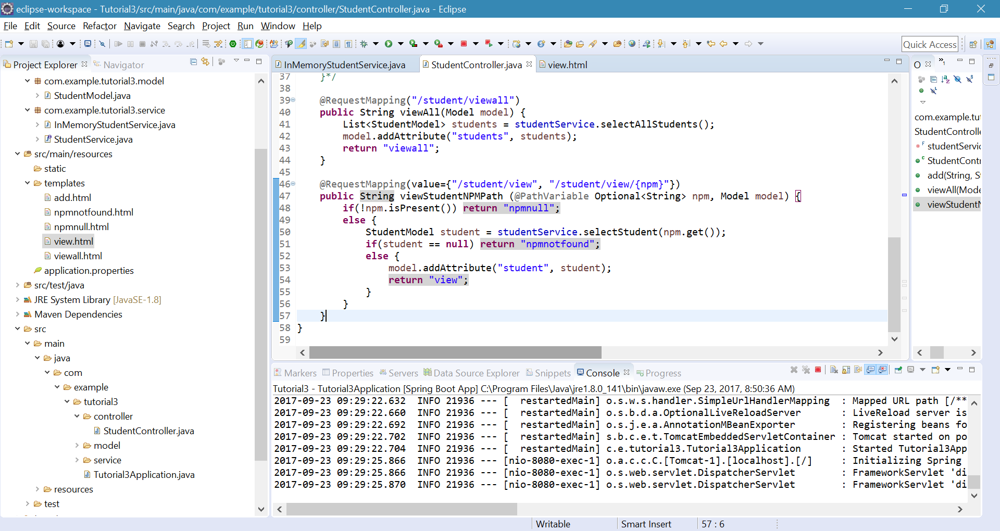 eclipse-workspace - Tutorial3/src/main/java/com/example/tutorial3/controller/StudentController.java - Eclipse
File Edit Source Refactor Navigate Search Project Run Window Help
Quick Access
Project Explorer
Navigator
com.example.tutorial3.model
StudentModel.java
com.example.tutorial3.service
InMemoryStudentService.java
StudentService.java
src/main/resources
static
templates
add.html
npmnotfound.html
npmnull.html
view.html
viewall.html
application.properties
src/test/java
JRE System Library [JavaSE-1.8]
Maven Dependencies
src
main
java
com
example
tutorial3
controller
StudentController.java
model
service
Tutorial3Application.java
resources
test
InMemoryStudentService.java
StudentController.java
view.html
37 }*/
38
39 @RequestMapping("/student/viewall")
40 public String viewAll(Model model) {
41 List<StudentModel> students = studentService.selectAllStudents();
42 model.addAttribute("students", students);
43 return "viewall";
44 }
45
46 @RequestMapping(value={"/student/view", "/student/view/{npm}"})
47 public String viewStudentNPMPath (@PathVariable Optional<String> npm, Model model) {
48 if(!npm.isPresent()) return "npmnull";
49 else {
50 StudentModel student = studentService.selectStudent(npm.get());
51 if(student == null) return "npmnotfound";
52 else {
53 model.addAttribute("student", student);
54 return "view";
55 }
56 }
57 }
58 }
59
O
com.example.tut
StudentControlle
studentServic
StudentContr
add(String, S
viewAll(Mode
viewStudentN
Markers Properties Servers Data Source Explorer Snippets Console Progress
Tutorial3 - Tutorial3Application [Spring Boot App] C:\Program Files\Java\jre1.8.0_141\bin\javaw.exe (Sep 23, 2017, 8:50:36 AM)
2017-09-23 09:29:22.632 INFO 21936 --- [ restartedMain] o.s.w.s.handler.SimpleUrlHandlerMapping : Mapped URL path [/**
2017-09-23 09:29:22.660 INFO 21936 --- [ restartedMain] o.s.b.d.a.OptionalLiveReloadServer : LiveReload server is
2017-09-23 09:29:22.692 INFO 21936 --- [ restartedMain] o.s.j.e.a.AnnotationMBeanExporter : Registering beans fo
2017-09-23 09:29:22.702 INFO 21936 --- [ restartedMain] s.b.c.e.t.TomcatEmbeddedServletContainer : Tomcat started on po
2017-09-23 09:29:22.704 INFO 21936 --- [ restartedMain] c.e.tutorial3.Tutorial3Application : Started Tutorial3App
2017-09-23 09:29:25.866 INFO 21936 --- [nio-8080-exec-1] o.a.c.c.C.[Tomcat-1].[localhost].[/] : Initializing Spring
2017-09-23 09:29:25.866 INFO 21936 --- [nio-8080-exec-1] o.s.web.servlet.DispatcherServlet : FrameworkServlet 'di
2017-09-23 09:29:25.870 INFO 21936 --- [nio-8080-exec-1] o.s.web.servlet.DispatcherServlet : FrameworkServlet 'di
Writable
Smart Insert
57 : 6